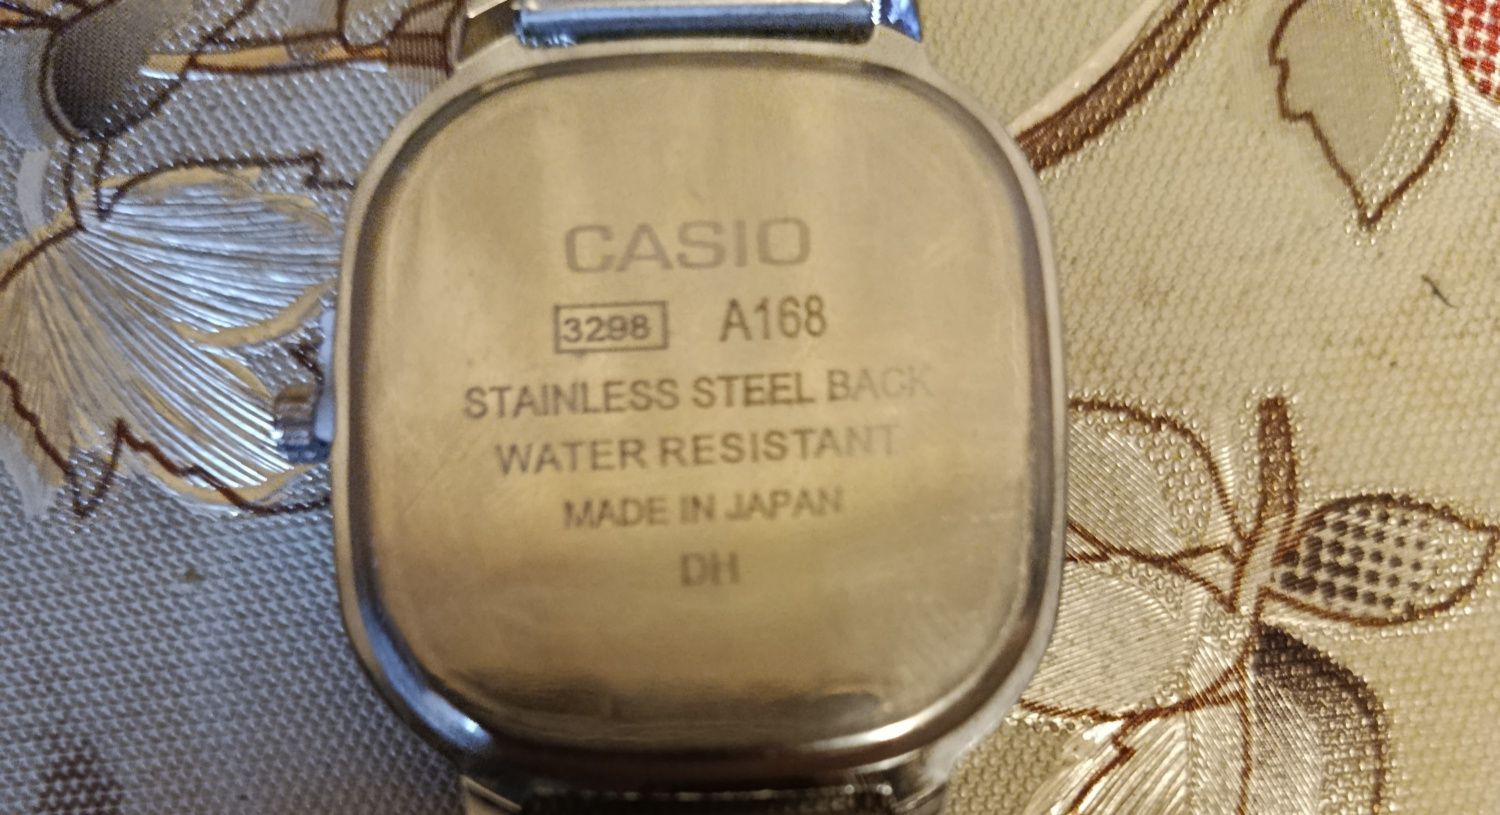 CASIO
3298 A168
STAINLESS STEEL BACK
WATER RESISTANT
MADE IN JAPAN
DH